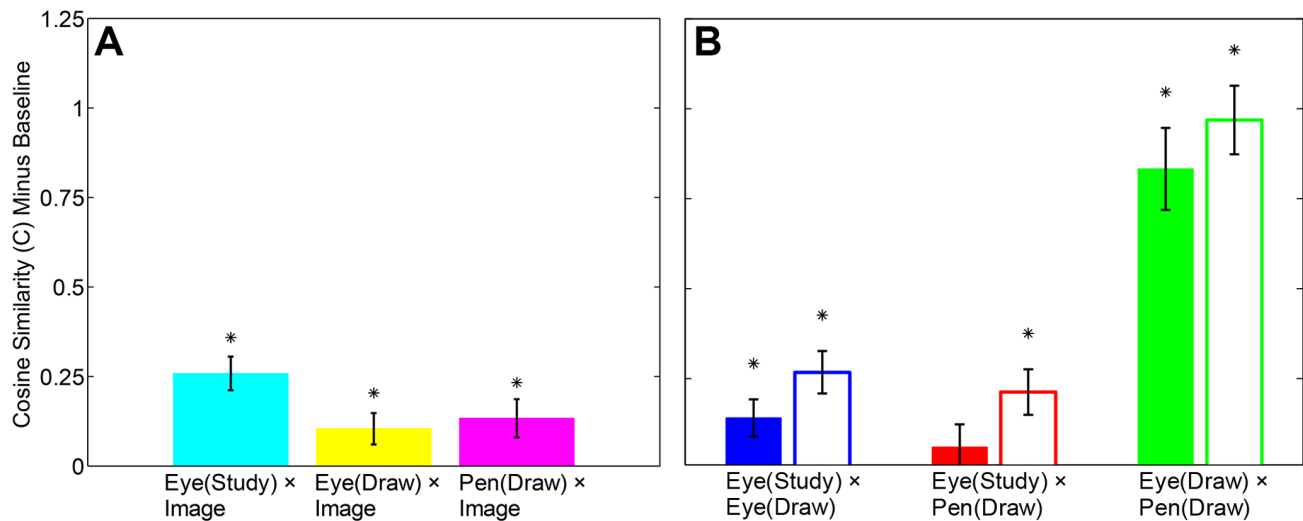 A
B
Cosine Similarity (C) Minus Baseline
1.25
1
0.75
0.5
0.25
0
*
*
*
*
*
*
*
*
Eye(Study) ×
Image
Eye(Draw) ×
Image
Pen(Draw) ×
Image
Eye(Study) ×
Eye(Draw)
Eye(Study) ×
Pen(Draw)
Eye(Draw) ×
Pen(Draw)